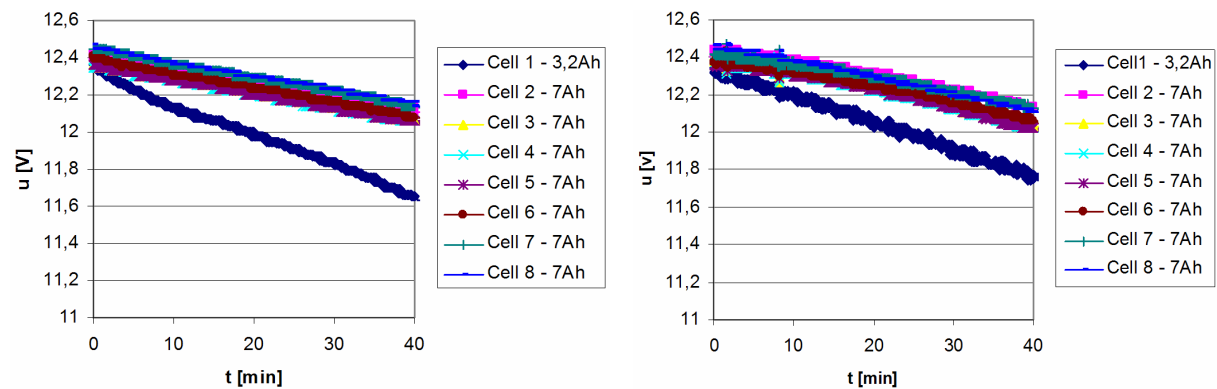 12,6
12,4
12,2
12
11,8
11,6
11,4
11,2
11
u [V]
0 10 20 30 40
t [min]
Cell 1 - 3,2Ah
Cell 2 - 7Ah
Cell 3 - 7Ah
Cell 4 - 7Ah
Cell 5 - 7Ah
Cell 6 - 7Ah
Cell 7 - 7Ah
Cell 8 - 7Ah
12,6
12,4
12,2
12
11,8
11,6
11,4
11,2
11
u [v]
0 10 20 30 40
t [min]
Cell1 - 3,2Ah
Cell 2 - 7Ah
Cell 3 - 7Ah
Cell 4 - 7Ah
Cell 5 - 7Ah
Cell 6 - 7Ah
Cell 7 - 7Ah
Cell 8 - 7Ah